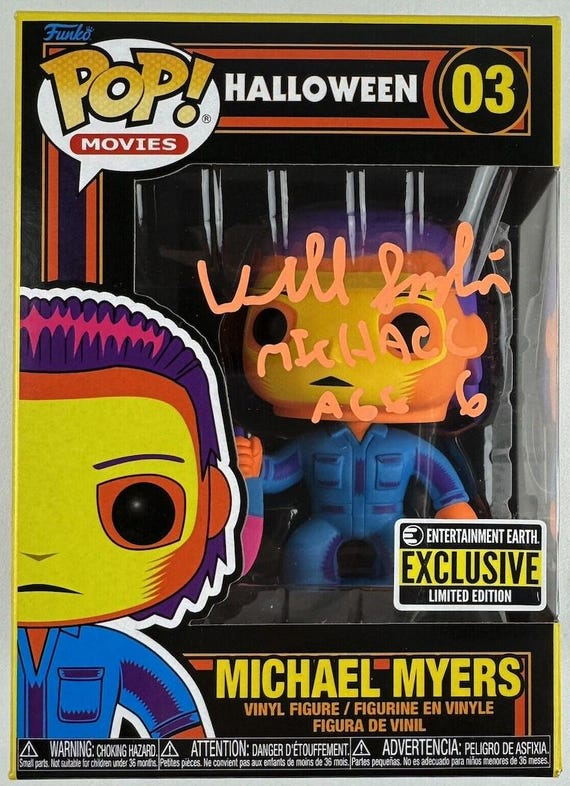 Funko
POP!®
MOVIES
HALLOWEEN
03
Will Sandin
MICHAEL
AGE 6
ENTERTAINMENT EARTH.
EXCLUSIVE
LIMITED EDITION
MICHAEL MYERS
VINYL FIGURE / FIGURINE EN VINYLE
FIGURA DE VINIL
WARNING: CHOKING HAZARD.
Small parts. Not suitable for children under 36 months.
ATTENTION: DANGER D'ÉTOUFFEMENT.
Petites pièces. Ne convient pas aux enfants de moins de 36 mois.
ADVERTENCIA: PELIGRO DE ASFIXIA.
Partes pequeñas. No es adecuado para niños menores de 36 meses.